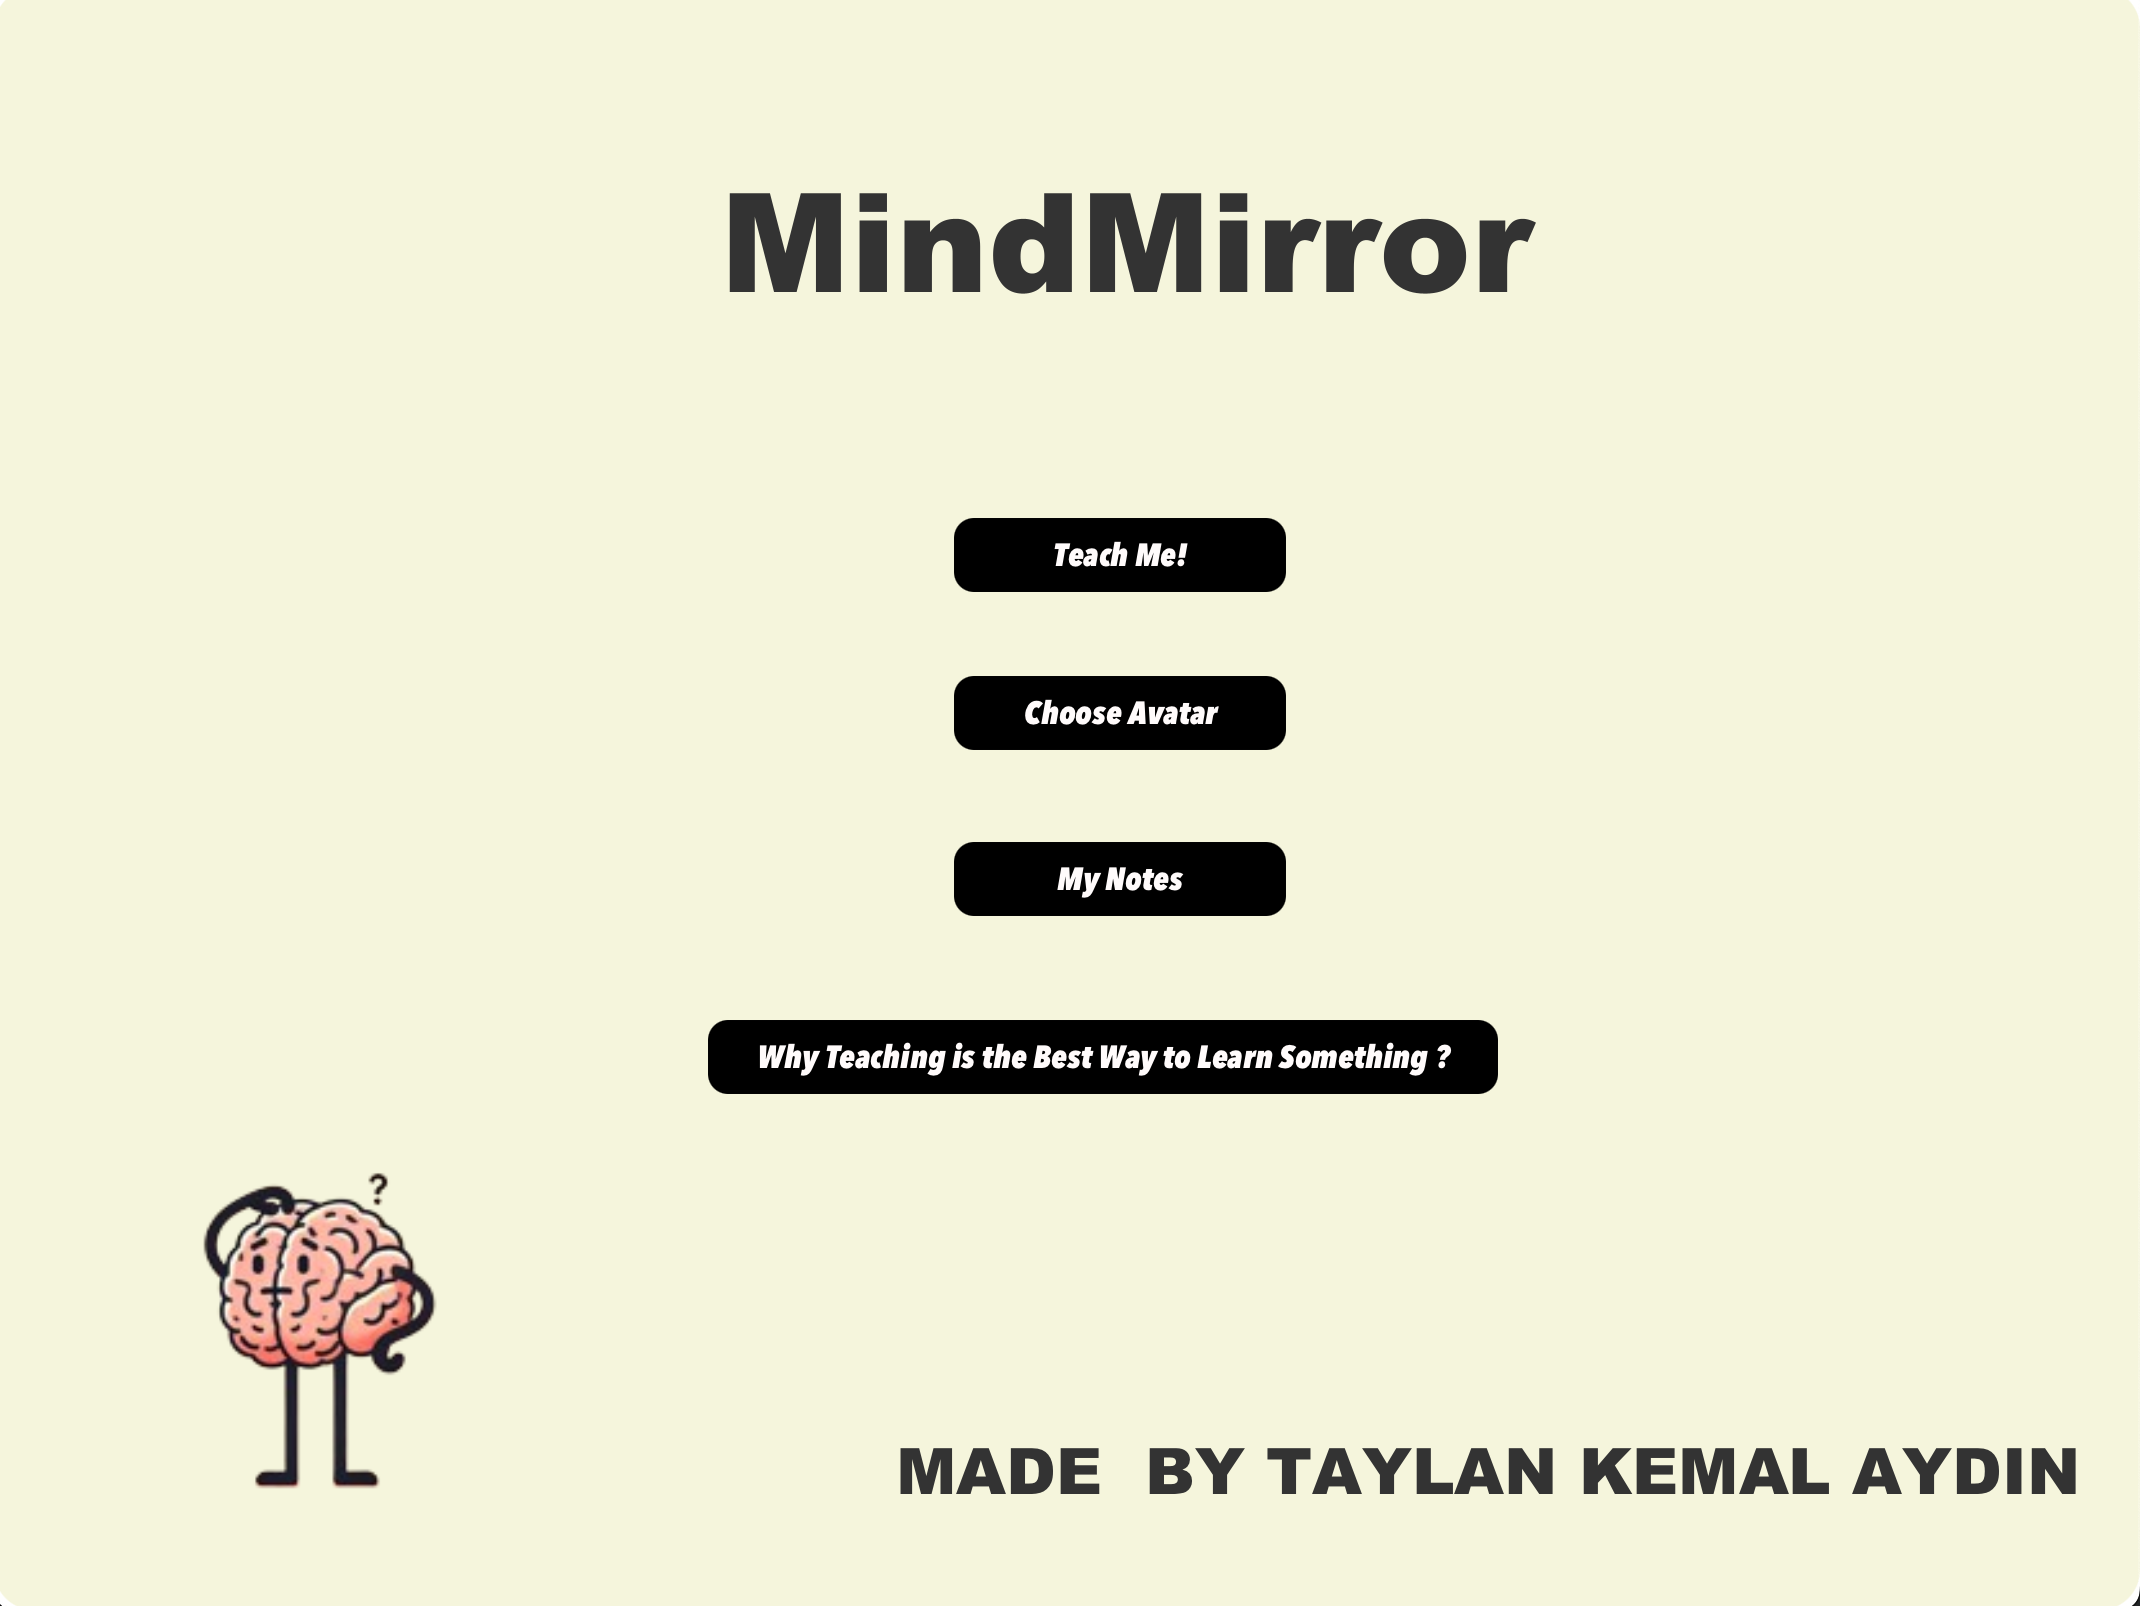 MindMirror
Teach Me!
Choose Avatar
My Notes
Why Teaching is the Best Way to Learn Something ?
?
MADE  BY TAYLAN KEMAL AYDIN